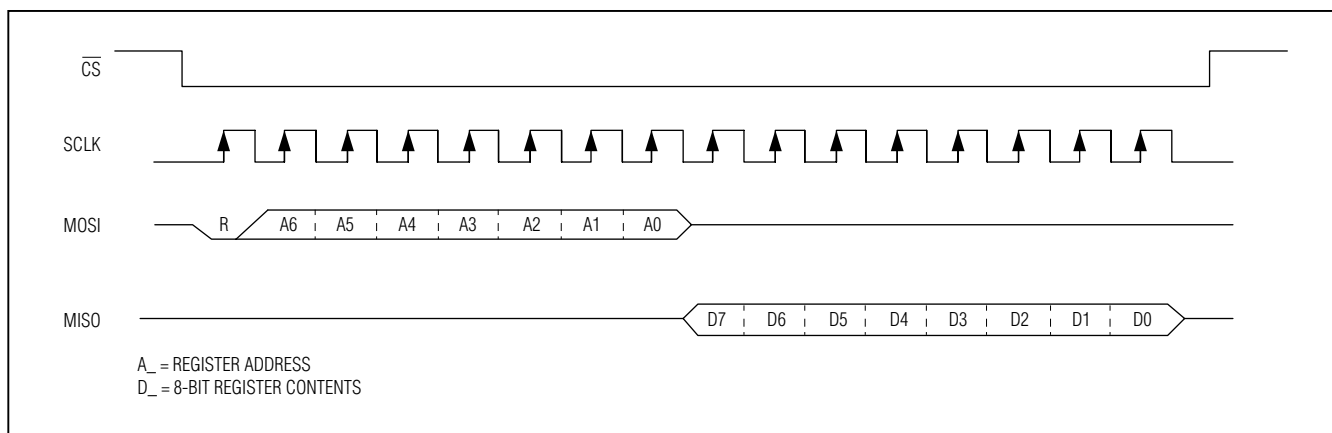 C̅S̅
SCLK
MOSI R A6 A5 A4 A3 A2 A1 A0
MISO D7 D6 D5 D4 D3 D2 D1 D0
A_ = REGISTER ADDRESS
D_ = 8-BIT REGISTER CONTENTS